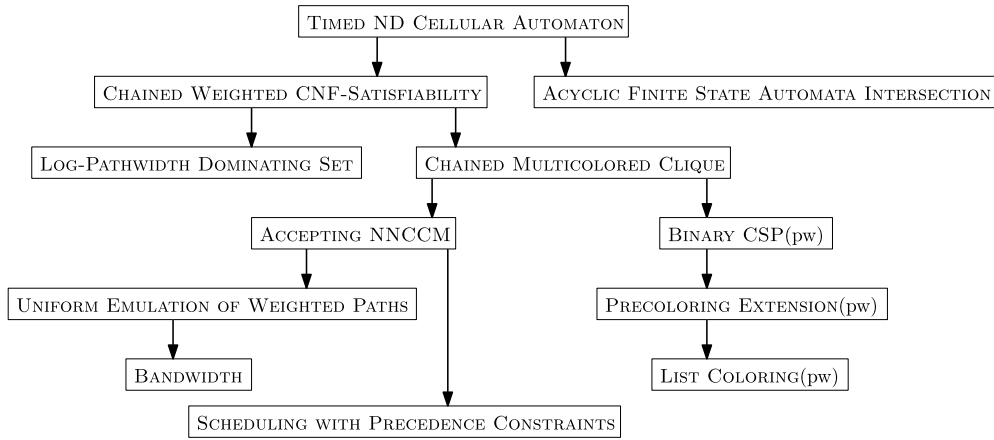 Timed ND Cellular Automaton
Chained Weighted CNF-Satisfiability
Acyclic Finite State Automata Intersection
Log-Pathwidth Dominating Set
Chained Multicolored Clique
Accepting NNCCM
Binary CSP(pw)
Uniform Emulation of Weighted Paths
Precoloring Extension(pw)
Bandwidth
List Coloring(pw)
Scheduling with Precedence Constraints